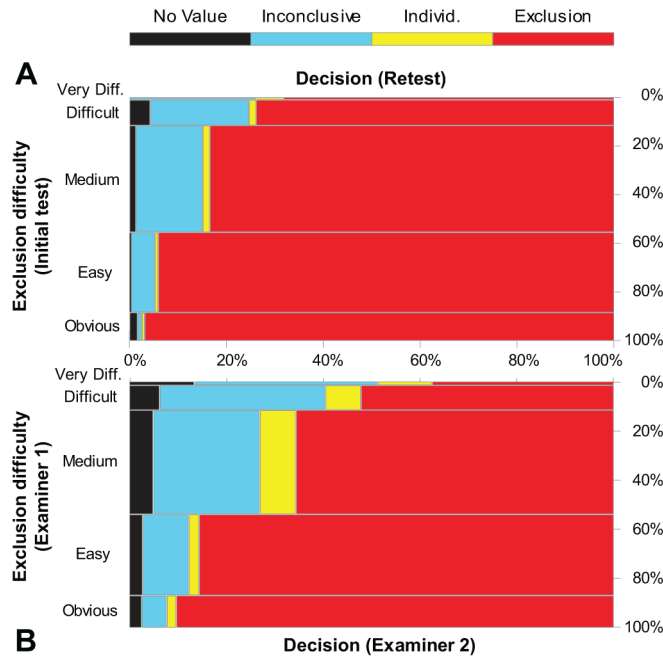 No Value Inconclusive Individ. Exclusion
A Decision (Retest)
Very Diff. 0%
Difficult
20%
Medium
40%
60%
Easy
80%
Obvious
100%
Exclusion difficulty
(Initial test)
0% 20% 40% 60% 80% 100%
Very Diff. 0%
Difficult
20%
Medium
40%
60%
Easy
80%
Obvious
100%
Exclusion difficulty
(Examiner 1)
B Decision (Examiner 2)